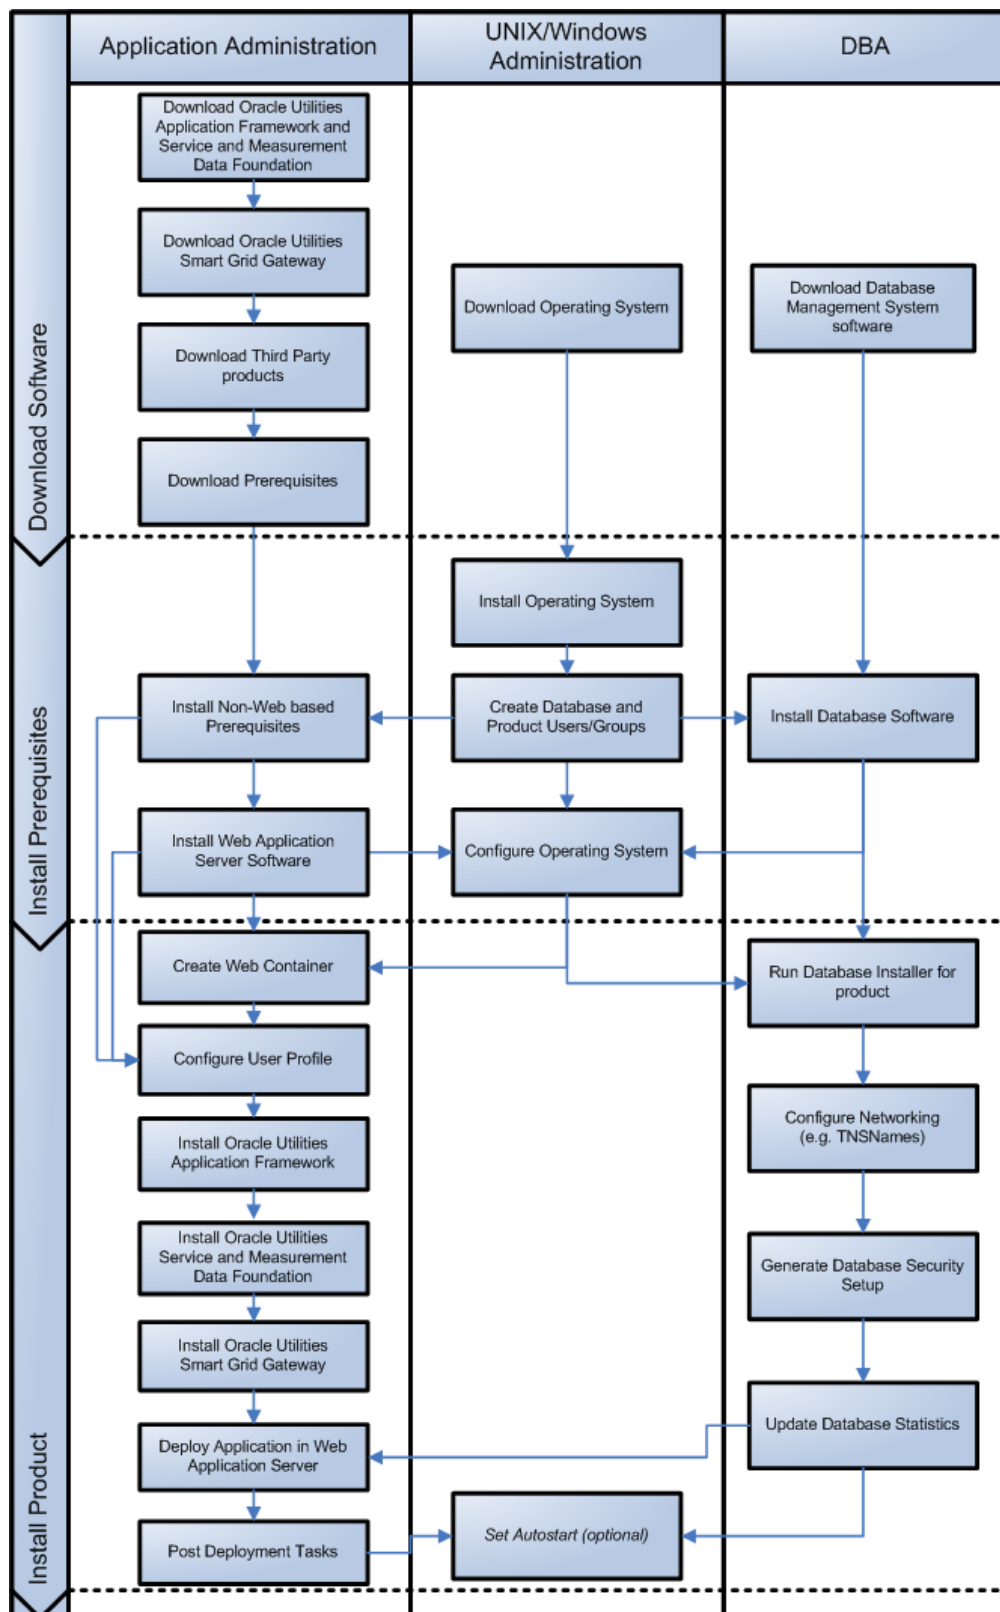 Application Administration
UNIX/Windows
Administration
DBA
Download Software
Download Oracle Utilities
Application Framework and
Service and Measurement
Data Foundation
Download Oracle Utilities
Smart Grid Gateway
Download Third Party
products
Download Prerequisites
Download Operating System
Download Database
Management System
software
Install Prerequisites
Install Operating System
Install Non-Web based
Prerequisites
Create Database and
Product Users/Groups
Install Database Software
Install Web Application
Server Software
Configure Operating System
Install Product
Create Web Container
Run Database Installer for
product
Configure User Profile
Configure Networking
(e.g. TNSNames)
Install Oracle Utilities
Application Framework
Install Oracle Utilities
Service and Measurement
Data Foundation
Generate Database Security
Setup
Install Oracle Utilities
Smart Grid Gateway
Update Database Statistics
Deploy Application in Web
Application Server
Post Deployment Tasks
Set Autostart (optional)